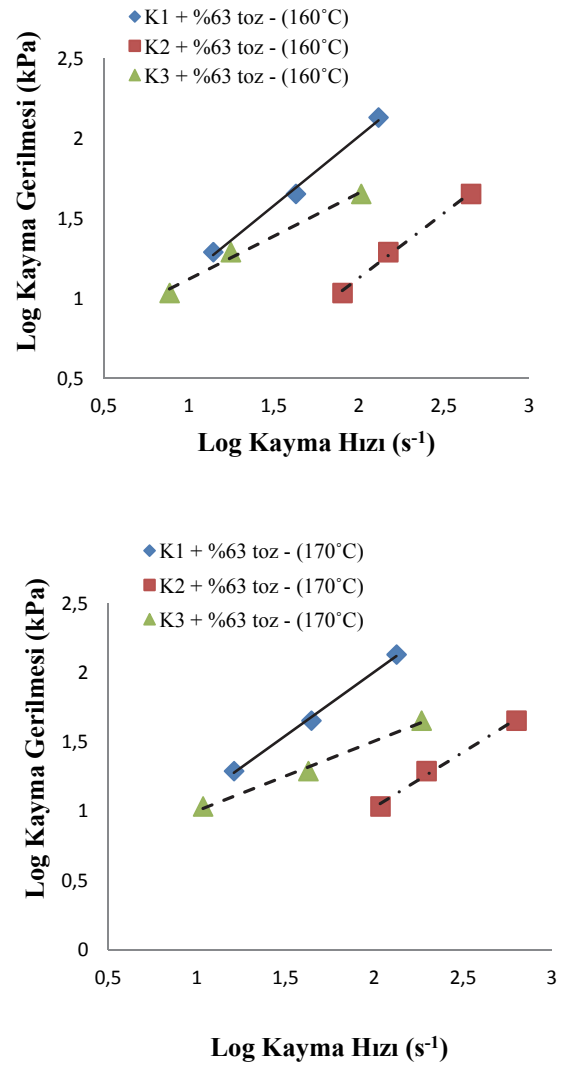 K1 + %63 toz - (160˚C)
K2 + %63 toz - (160˚C)
K3 + %63 toz - (160˚C)
Log Kayma Gerilmesi (kPa)
2,5
2
1,5
1
0,5
0,5 1 1,5 2 2,5 3
Log Kayma Hızı (s-1)
K1 + %63 toz - (170˚C)
K2 + %63 toz - (170˚C)
K3 + %63 toz - (170˚C)
Log Kayma Gerilmesi (kPa)
2,5
2
1,5
1
0,5
0
0,5 1 1,5 2 2,5 3
Log Kayma Hızı (s-1)